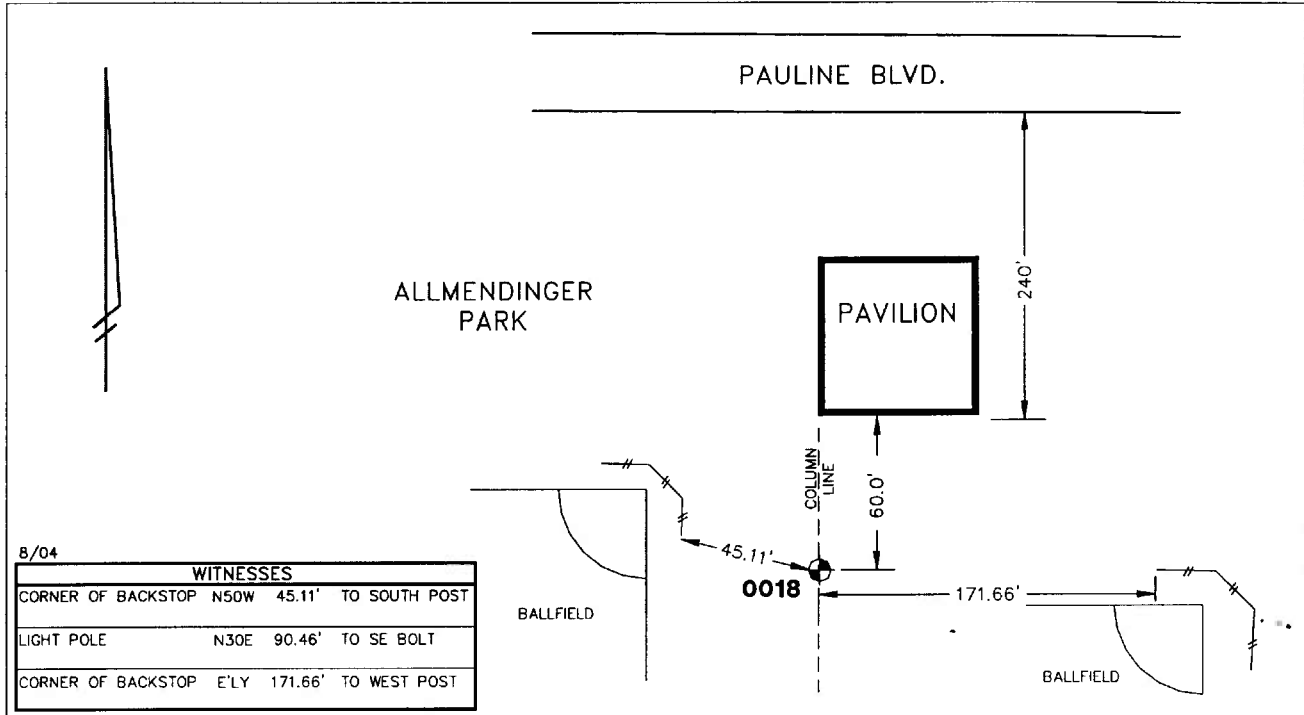 PAULINE BLVD.
ALLMENDINGER
PARK
PAVILION
240'
COLUMN
LINE
60.0'
45.11'
0018
171.66'
BALLFIELD
BALLFIELD
8/04
WITNESSES
CORNER OF BACKSTOP N50W 45.11' TO SOUTH POST
LIGHT POLE N30E 90.46' TO SE BOLT
CORNER OF BACKSTOP E'LY 171.66' TO WEST POST